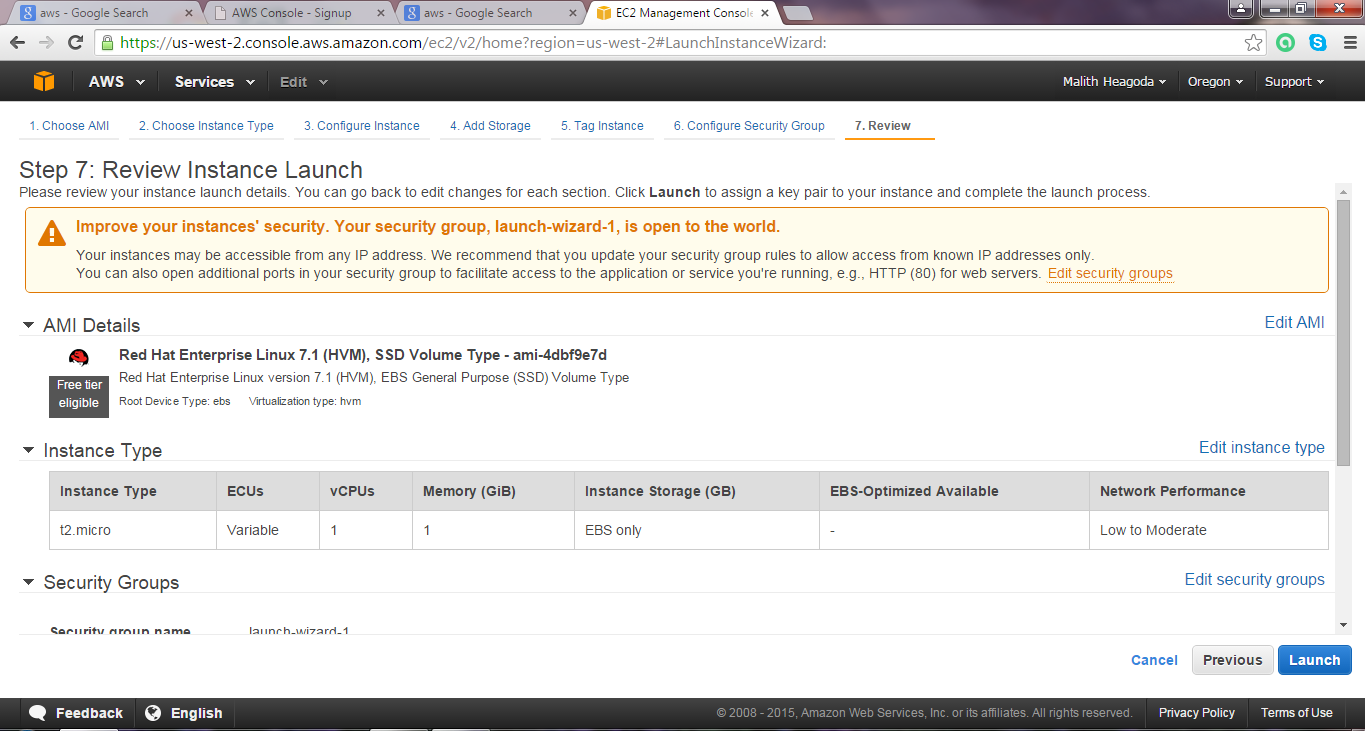 aws - Google Search
AWS Console - Signup
aws - Google Search
EC2 Management Console
https://us-west-2.console.aws.amazon.com/ec2/v2/home?region=us-west-2#LaunchInstanceWizard:
AWS Services Edit Malith Heagoda Oregon Support
1. Choose AMI 2. Choose Instance Type 3. Configure Instance 4. Add Storage 5. Tag Instance 6. Configure Security Group 7. Review
Step 7: Review Instance Launch
Please review your instance launch details. You can go back to edit changes for each section. Click Launch to assign a key pair to your instance and complete the launch process.
Improve your instances' security. Your security group, launch-wizard-1, is open to the world.
Your instances may be accessible from any IP address. We recommend that you update your security group rules to allow access from known IP addresses only.
You can also open additional ports in your security group to facilitate access to the application or service you're running, e.g., HTTP (80) for web servers. Edit security groups
AMI Details Edit AMI
Red Hat Enterprise Linux 7.1 (HVM), SSD Volume Type - ami-4dbf9e7d
Free tier
eligible
Red Hat Enterprise Linux version 7.1 (HVM), EBS General Purpose (SSD) Volume Type
Root Device Type: ebs Virtualization type: hvm
Instance Type Edit instance type
Instance Type ECUs vCPUs Memory (GiB) Instance Storage (GB) EBS-Optimized Available Network Performance
t2.micro Variable 1 1 EBS only - Low to Moderate
Security Groups Edit security groups
Security group name launch-wizard-1
Cancel Previous Launch
Feedback English © 2008 - 2015, Amazon Web Services, Inc. or its affiliates. All rights reserved. Privacy Policy Terms of Use